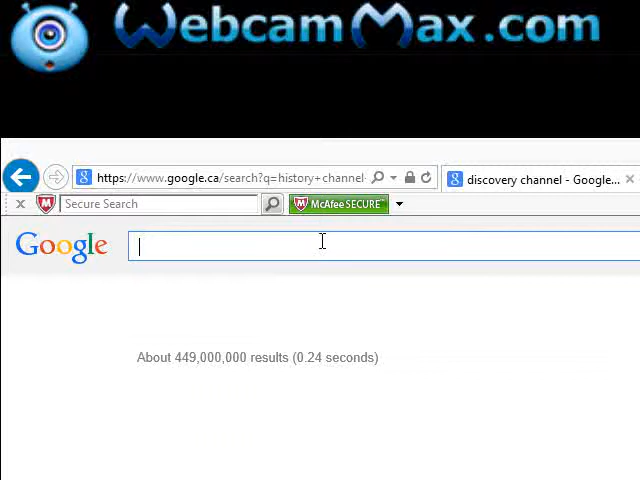 WebcamMax.com
https://www.google.ca/search?q=history+channel
discovery channel - Google...
Secure Search
McAfee SECURE™
Google
About 449,000,000 results (0.24 seconds)